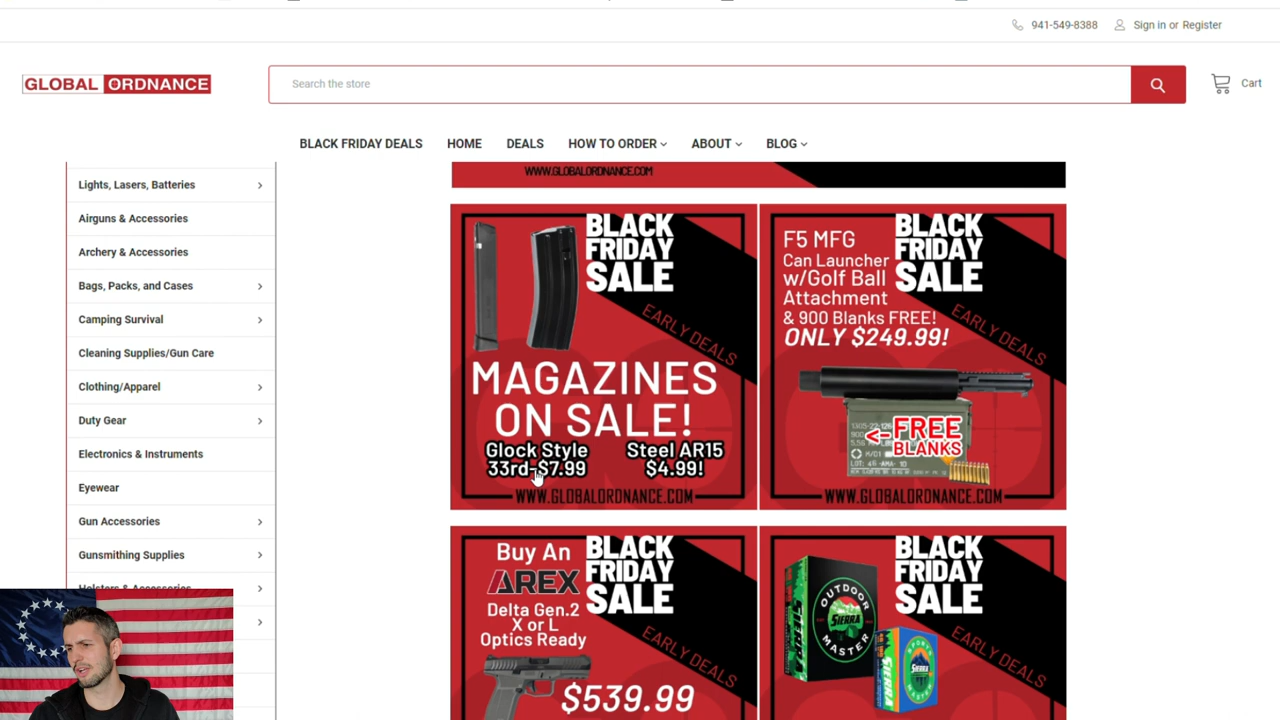 941-549-8388
Sign in or Register
GLOBAL ORDNANCE
Search the store
Cart
BLACK FRIDAY DEALS
HOME
DEALS
HOW TO ORDER
ABOUT
BLOG
Lights, Lasers, Batteries
Airguns & Accessories
Archery & Accessories
Bags, Packs, and Cases
Camping Survival
Cleaning Supplies/Gun Care
Clothing/Apparel
Duty Gear
Electronics & Instruments
Eyewear
Gun Accessories
Gunsmithing Supplies
Holsters & Accessories
WWW.GLOBALORDNANCE.COM
BLACK
FRIDAY
SALE
EARLY DEALS
MAGAZINES
ON SALE!
Glock Style
33rd-$7.99
Steel AR15
$4.99!
WWW.GLOBALORDNANCE.COM
F5 MFG
Can Launcher
w/Golf Ball
Attachment
& 900 Blanks FREE!
ONLY $249.99!
BLACK
FRIDAY
SALE
EARLY DEALS
<-FREE
BLANKS
WWW.GLOBALORDNANCE.COM
Buy An
AREX
Delta Gen.2
X or L
Optics Ready
$539.99
BLACK
FRIDAY
SALE
EARLY DEALS
BLACK
FRIDAY
SALE
EARLY DEALS
OUTDOOR
SIERRA
MASTER
SIERRA